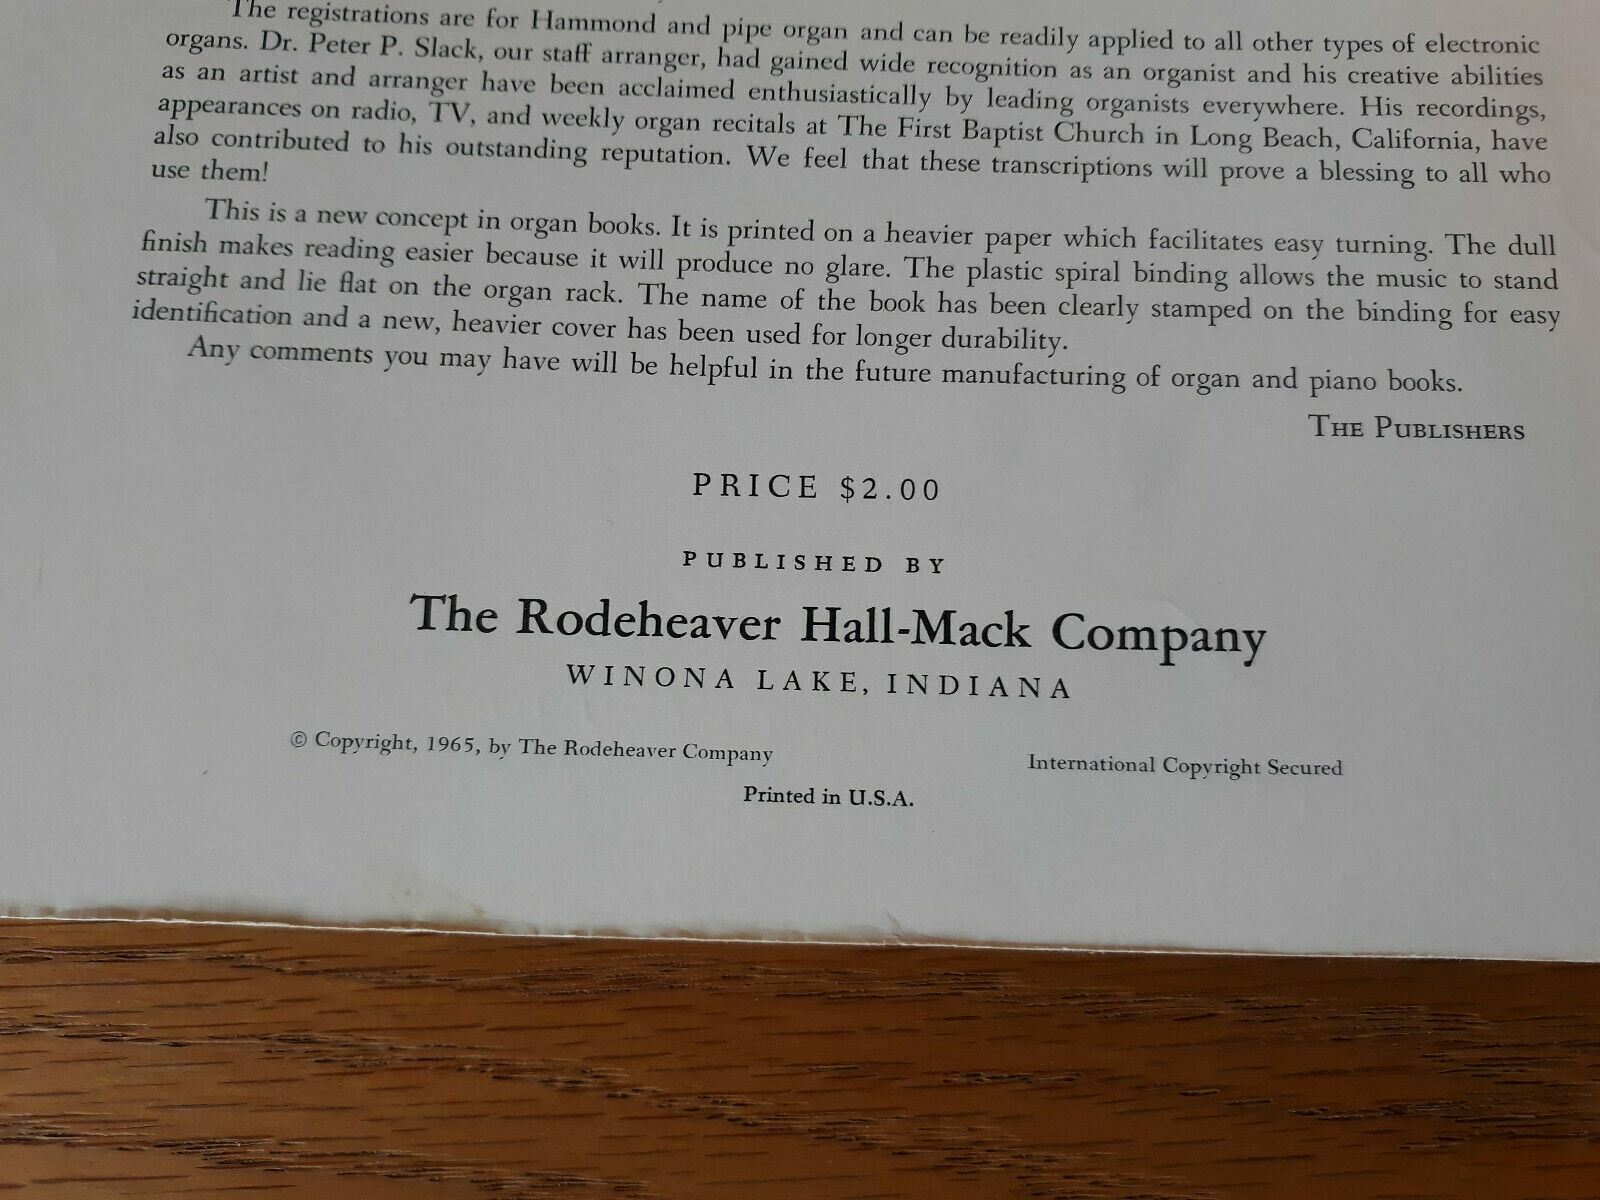 The registrations are for Hammond and pipe organ and can be readily applied to all other types of electronic
organs. Dr. Peter P. Slack, our staff arranger, had gained wide recognition as an organist and his creative abilities
as an artist and arranger have been acclaimed enthusiastically by leading organists everywhere. His recordings,
appearances on radio, TV, and weekly organ recitals at The First Baptist Church in Long Beach, California, have
also contributed to his outstanding reputation. We feel that these transcriptions will prove a blessing to all who
use them!
This is a new concept in organ books. It is printed on a heavier paper which facilitates easy turning. The dull
finish makes reading easier because it will produce no glare. The plastic spiral binding allows the music to stand
straight and lie flat on the organ rack. The name of the book has been clearly stamped on the binding for easy
identification and a new, heavier cover has been used for longer durability.
Any comments you may have will be helpful in the future manufacturing of organ and piano books.
THE PUBLISHERS
PRICE $2.00
PUBLISHED BY
The Rodeheaver Hall-Mack Company
WINONA LAKE, INDIANA
© Copyright, 1965, by The Rodeheaver Company International Copyright Secured
Printed in U.S.A.